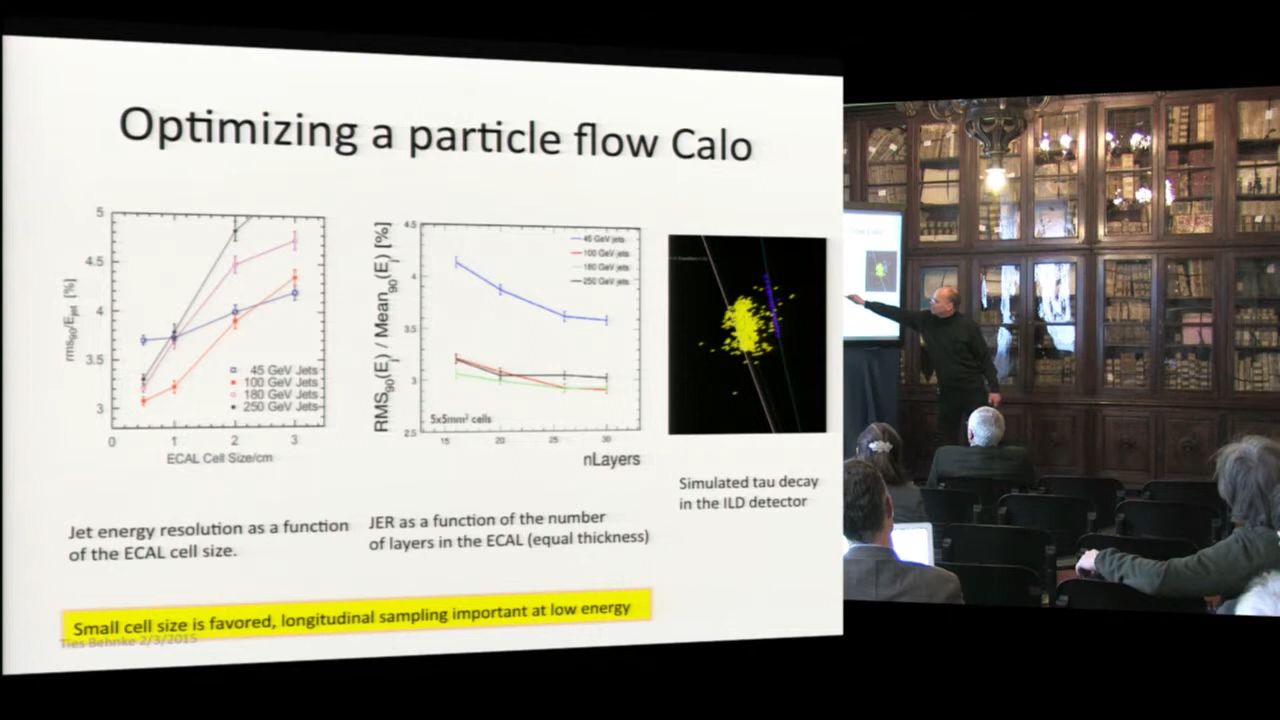 Optimizing a particle flow Calo
5
4.5
4
3.5
3
rms90/Ejet [%]
45 GeV Jets
100 GeV Jets
180 GeV Jets
250 GeV Jets
0 1 2 3
ECAL Cell Size/cm
RMS90(Ej) / Mean90(Ej) [%]
4.5
4
3.5
3
2.5
45 GeV jets
100 GeV jets
180 GeV jets
250 GeV jets
5x5mm² cells
15 20 25 30
nLayers
Simulated tau decay
in the ILD detector
Jet energy resolution as a function
of the ECAL cell size.
JER as a function of the number
of layers in the ECAL (equal thickness)
Small cell size is favored, longitudinal sampling important at low energy
Ties Behnke 2/3/2015